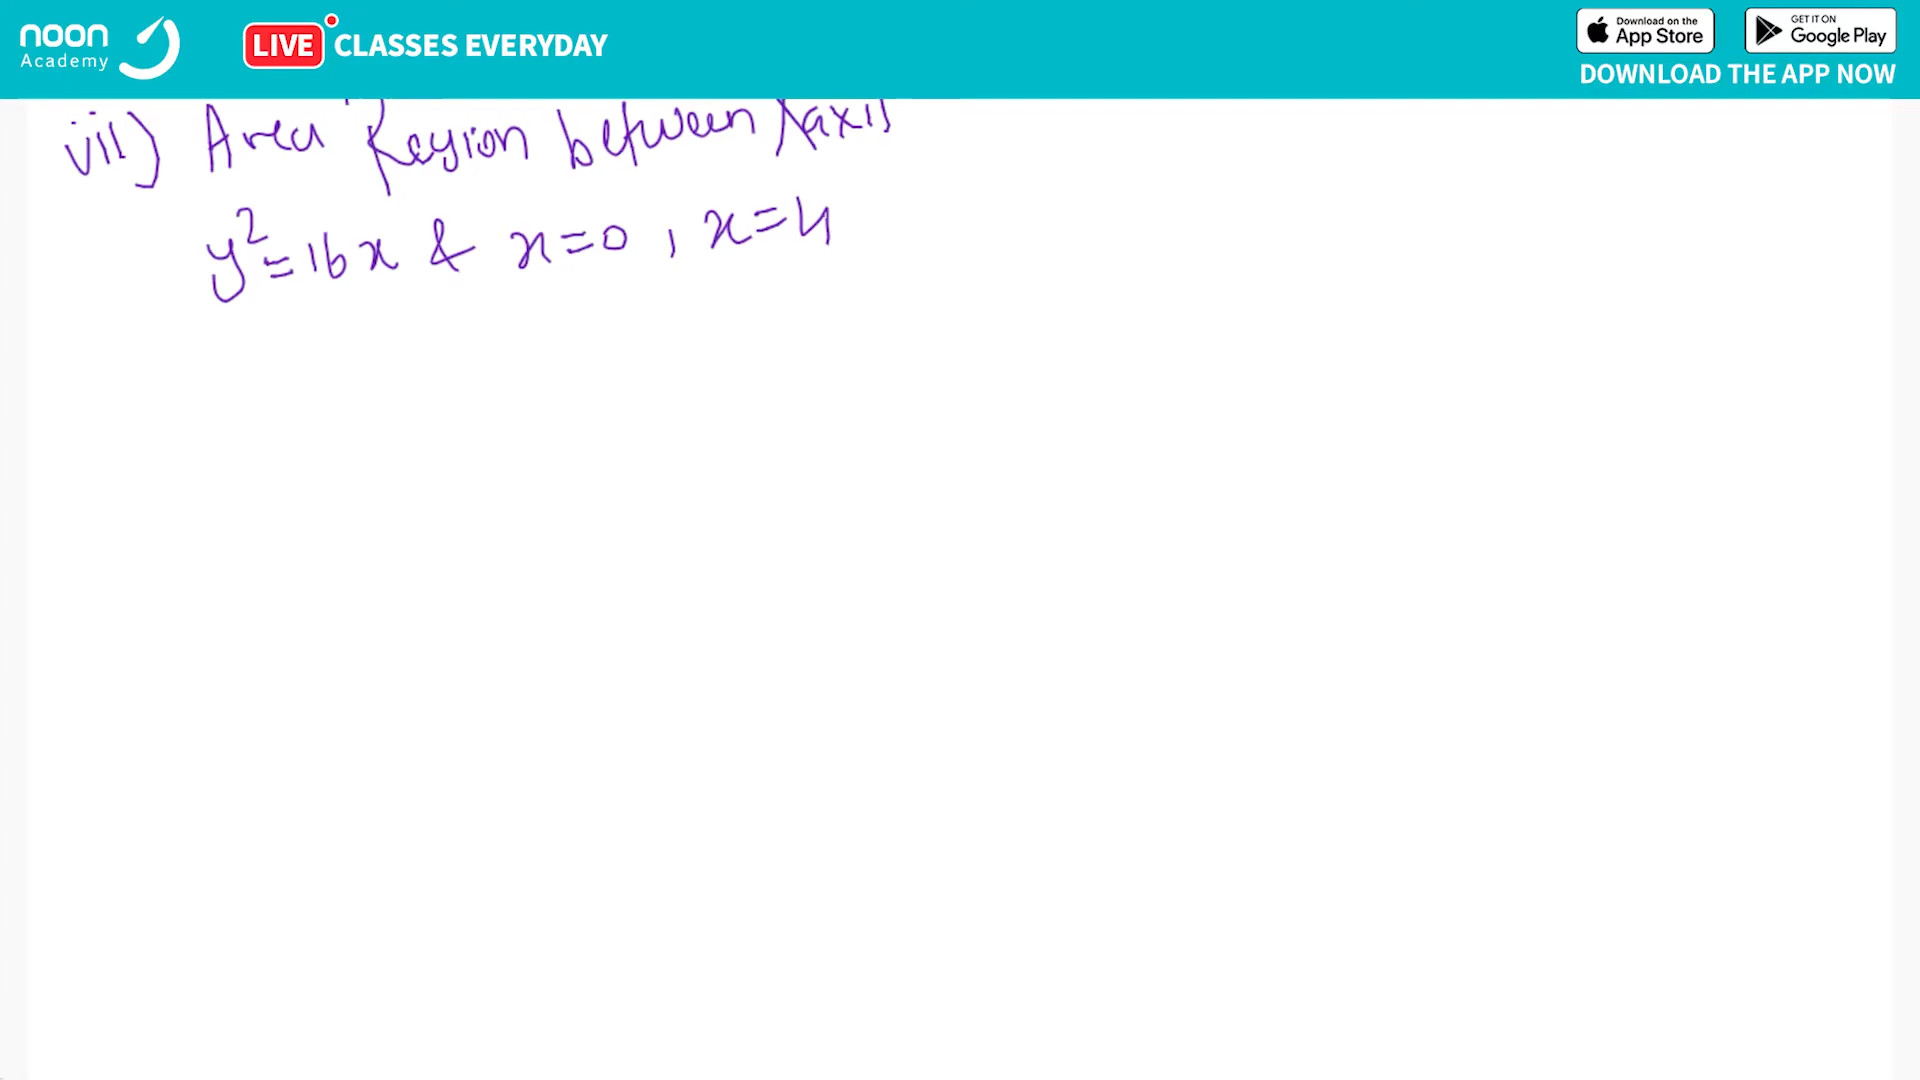 noon
Academy
LIVE CLASSES EVERYDAY
Download on the
App Store
GET IT ON
Google Play
DOWNLOAD THE APP NOW
vii) Area Region between X axis
y²=16x & x=0, x=4